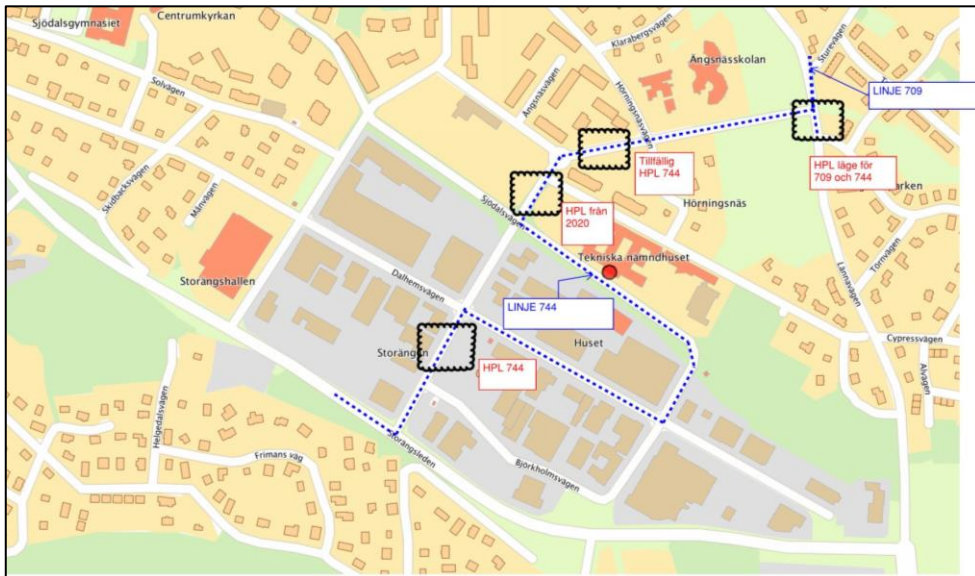 Sjödalsgymnasiet
Centrumkyrkan
Klarabergsvägen
Sturevägen
Solvägen
Ängsnässkolan
Ängsnäsvägen
Hörningsnäsvägen
LINJE 709
Tillfällig
HPL 744
HPL läge för
709 och 744
Skidbacksvägen
Månvägen
Sjödalsvägen
HPL från
2020
Hörningsnäs
Tekniska nämndhuset
Törnvägen
Lännavägen
Storängshallen
Dalhemsvägen
LINJE 744
Cypressvägen
Huset
Storängen
HPL 744
Alvägen
Helgedalsvägen
Storängsleden
Erimans väg
Björkholmsvägen